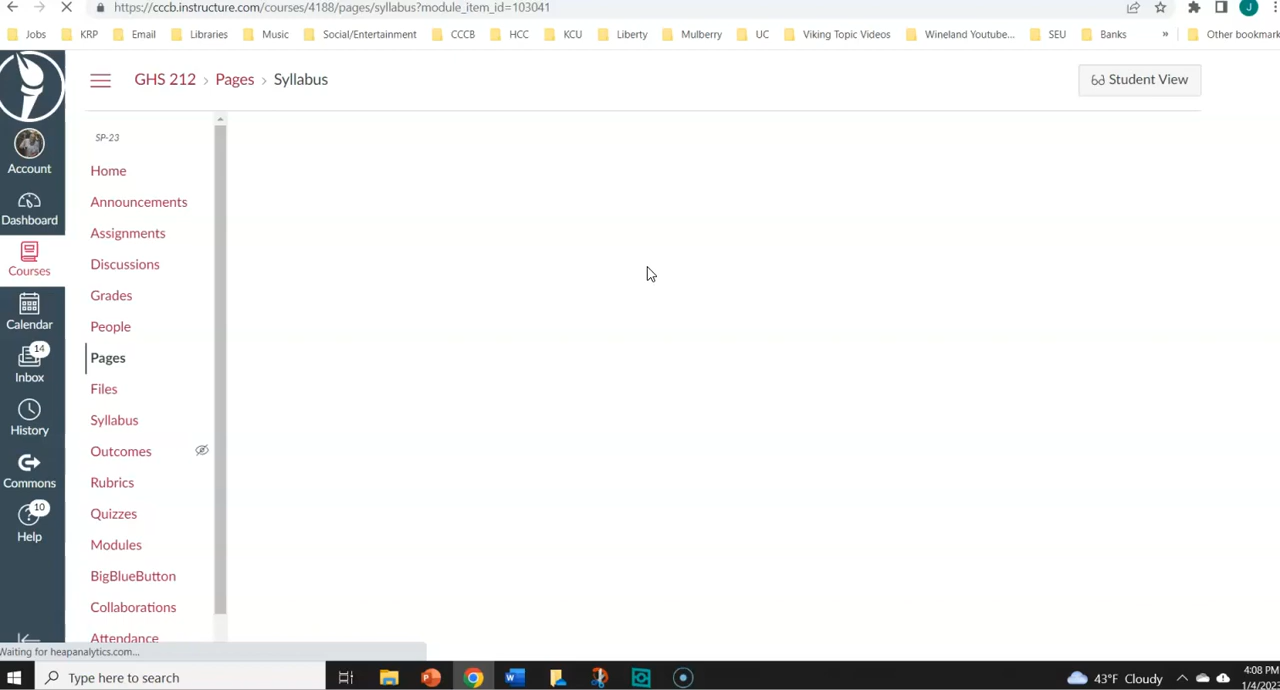 https://cccb.instructure.com/courses/4188/pages/syllabus?module_item_id=103041
J
Jobs KRP Email Libraries Music Social/Entertainment CCCB HCC KCU Liberty Mulberry UC Viking Topic Videos Wineland Youtube... SEU Banks » Other bookmark
GHS 212 › Pages › Syllabus
Student View
SP-23
Home
Announcements
Assignments
Discussions
Grades
People
Pages
Files
Syllabus
Outcomes
Rubrics
Quizzes
Modules
BigBlueButton
Collaborations
Attendance
Account
Dashboard
Courses
Calendar
14
Inbox
History
Commons
10
Help
Waiting for heapanalytics.com...
Type here to search
43°F Cloudy
4:08 PM
1/4/202